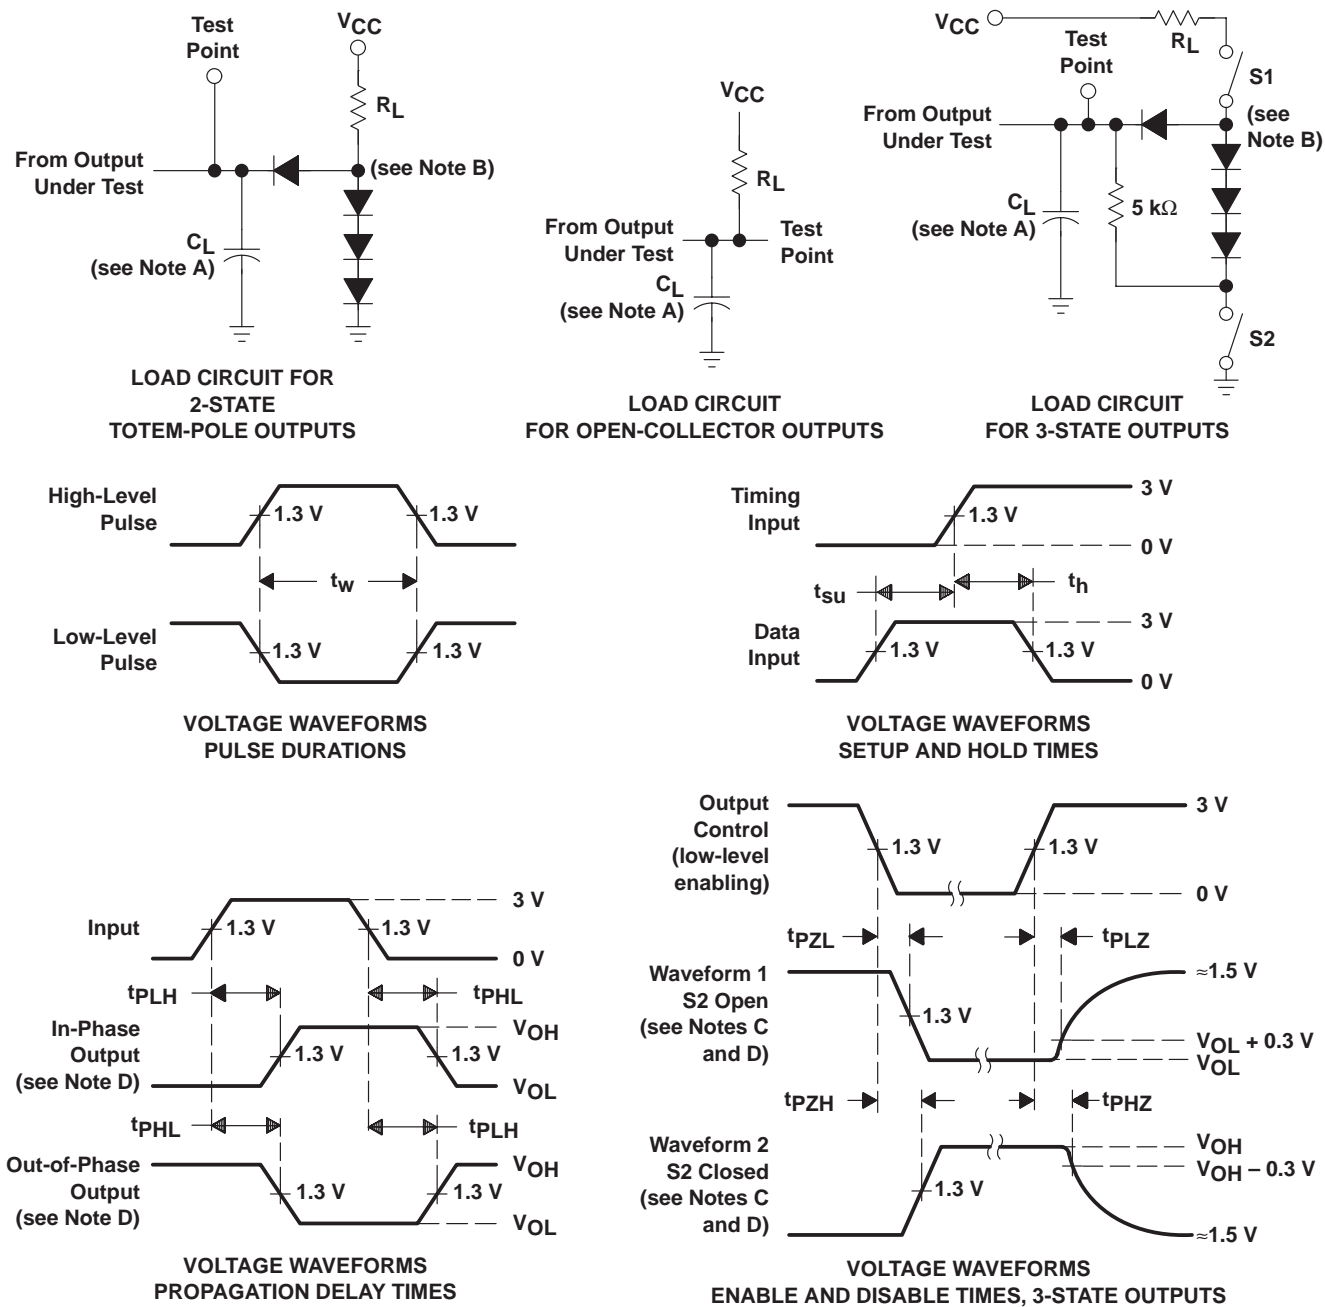 Test
Point
VCC
RL
From Output
Under Test
(see Note B)
CL
(see Note A)
LOAD CIRCUIT FOR
2-STATE
TOTEM-POLE OUTPUTS
VCC
RL
From Output
Under Test
Test
Point
CL
(see Note A)
LOAD CIRCUIT
FOR OPEN-COLLECTOR OUTPUTS
VCC
RL
Test
Point
S1
From Output
Under Test
(see
Note B)
CL
(see Note A)
5 kΩ
S2
LOAD CIRCUIT
FOR 3-STATE OUTPUTS
High-Level
Pulse
1.3 V
1.3 V
tw
Low-Level
Pulse
1.3 V
1.3 V
VOLTAGE WAVEFORMS
PULSE DURATIONS
Timing
Input
1.3 V
3 V
0 V
tsu
th
Data
Input
1.3 V
1.3 V
3 V
0 V
VOLTAGE WAVEFORMS
SETUP AND HOLD TIMES
Input
1.3 V
1.3 V
3 V
0 V
tPLH
tPHL
In-Phase
Output
(see Note D)
1.3 V
1.3 V
VOH
VOL
tPHL
tPLH
Out-of-Phase
Output
(see Note D)
1.3 V
1.3 V
VOH
VOL
VOLTAGE WAVEFORMS
PROPAGATION DELAY TIMES
Output
Control
(low-level
enabling)
1.3 V
1.3 V
3 V
0 V
tPZL
tPLZ
Waveform 1
S2 Open
(see Notes C
and D)
1.3 V
≈1.5 V
VOL + 0.3 V
VOL
tPZH
tPHZ
Waveform 2
S2 Closed
(see Notes C
and D)
1.3 V
VOH
VOH – 0.3 V
≈1.5 V
VOLTAGE WAVEFORMS
ENABLE AND DISABLE TIMES, 3-STATE OUTPUTS